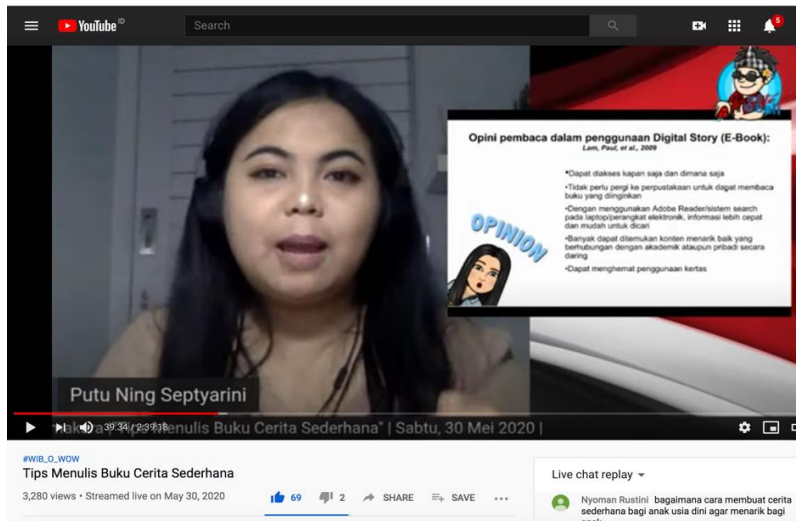 YouTube ID
Search
5
Opini pembaca dalam penggunaan Digital Story (E-Book):
Lam, Paul, et al., 2009
•Dapat diakses kapan saja dan dimana saja
•Tidak perlu pergi ke perpustakaan untuk dapat membaca
buku yang diinginkan
•Dengan menggunakan Adobe Reader/sistem search
pada laptop/perangkat elektronik, informasi lebih cepat
dan mudah untuk dicari
•Banyak dapat ditemukan konten menarik baik yang
berhubungan dengan akademik ataupun pribadi secara
daring
•Dapat menghemat penggunaan kertas
OPINION
Putu Ning Septyarini
39:34 / 2:39:18
Tips Menulis Buku Cerita Sederhana" | Sabtu, 30 Mei 2020 |
#WIB_O_WOW
Tips Menulis Buku Cerita Sederhana
3,280 views • Streamed live on May 30, 2020
69
2
SHARE
SAVE
Live chat replay
Nyoman Rustini bagaimana cara membuat cerita
sederhana bagi anak usia dini agar menarik bagi